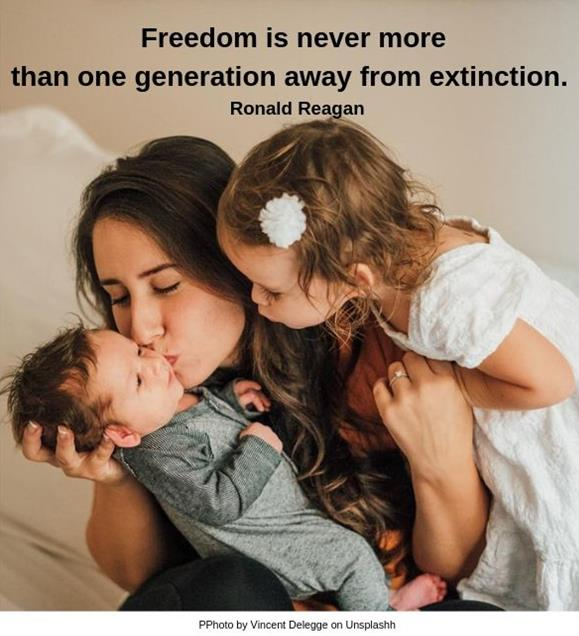 Freedom is never more
than one generation away from extinction.
Ronald Reagan
PPhoto by Vincent Delegge on Unsplashh